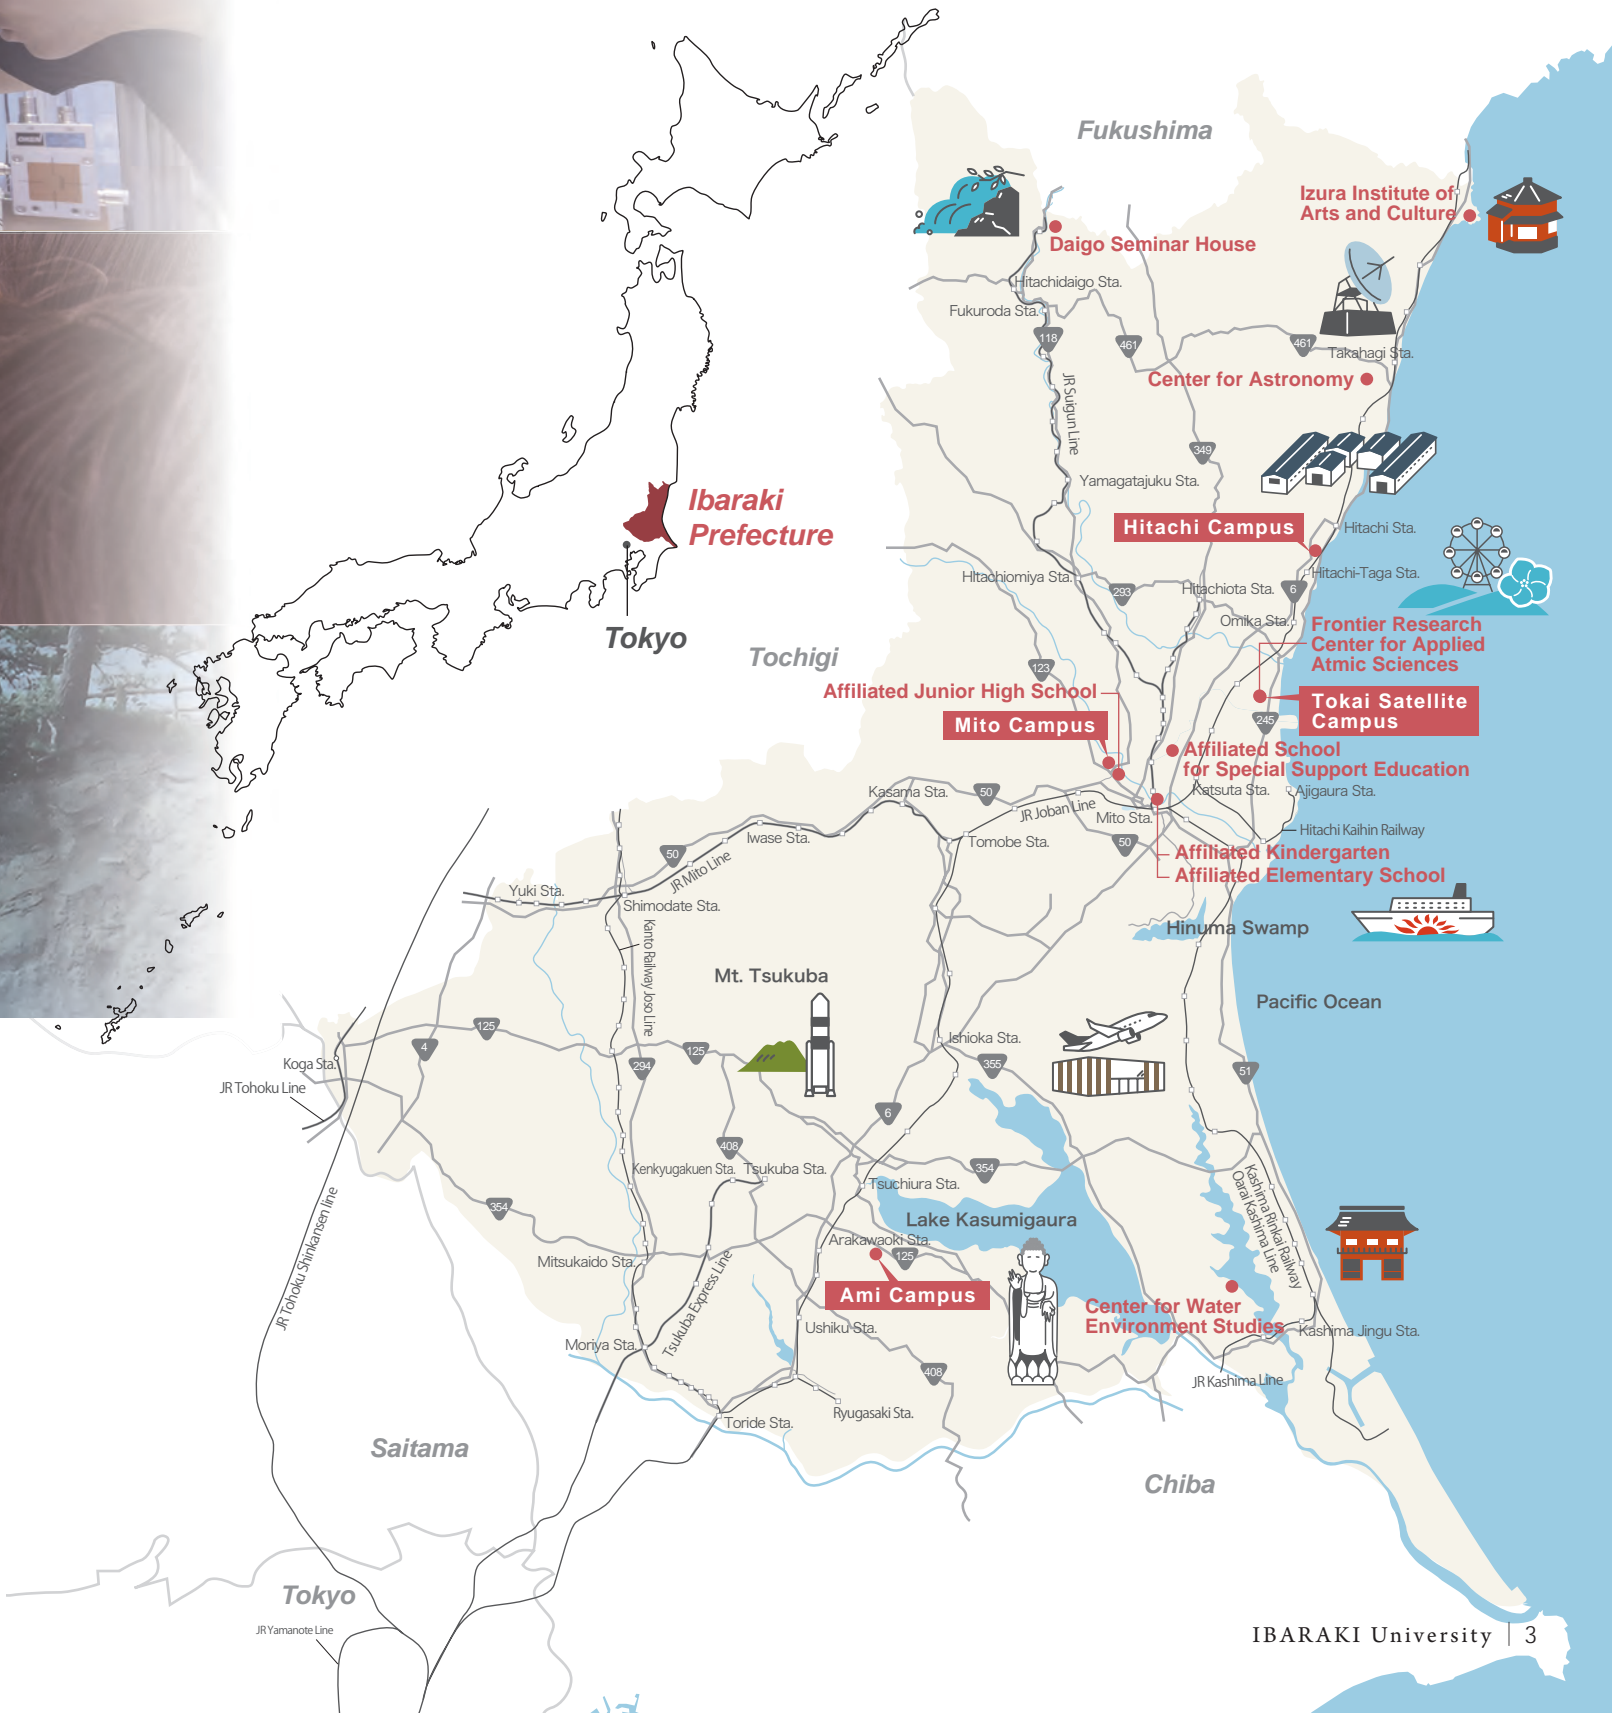 Fukushima
Izura Institute of
Arts and Culture
Daigo Seminar House
Hitachidaigo Sta.
Fukuroda Sta.
118
461
461
Takahagi Sta.
Center for Astronomy
JR Suigun Line
349
Yamagatajuku Sta.
Ibaraki
Prefecture
Hitachi Campus
Hitachi Sta.
Hitachi-Taga Sta.
HItachiomiya Sta.
293
Hitachiota Sta.
6
Omika Sta.
Frontier Research
Center for Applied
Atmic Sciences
Tokyo
Tochigi
123
Affiliated Junior High School
Tokai Satellite
Campus
Mito Campus
245
Affiliated School
for Special Support Education
Kasama Sta.
50
JR Joban Line
Mito Sta.
Katsuta Sta.
Ajigaura Sta.
Iwase Sta.
Tomobe Sta.
50
Hitachi Kaihin Railway
50
JR Mito Line
Affiliated Kindergarten
Affiliated Elementary School
Yuki Sta.
Shimodate Sta.
Kanto Railway Joso Line
Hinuma Swamp
Mt. Tsukuba
Pacific Ocean
125
4
125
294
Koga Sta.
JR Tohoku Line
Ishioka Sta.
355
51
6
408
Kenkyugakuen Sta.
Tsukuba Sta.
354
Tsuchiura Sta.
354
Lake Kasumigaura
Kashima Rinkai Railway
Oarai Kashima Line
JR Tohoku Shinkansen line
Arakawaoki Sta.
125
Mitsukaido Sta.
Tsukuba Express Line
Ami Campus
Center for Water
Environment Studies
Ushiku Sta.
Kashima Jingu Sta.
Moriya Sta.
408
JR Kashima Line
Ryugasaki Sta.
Toride Sta.
Saitama
Chiba
Tokyo
JR Yamanote Line
IBARAKI University | 3